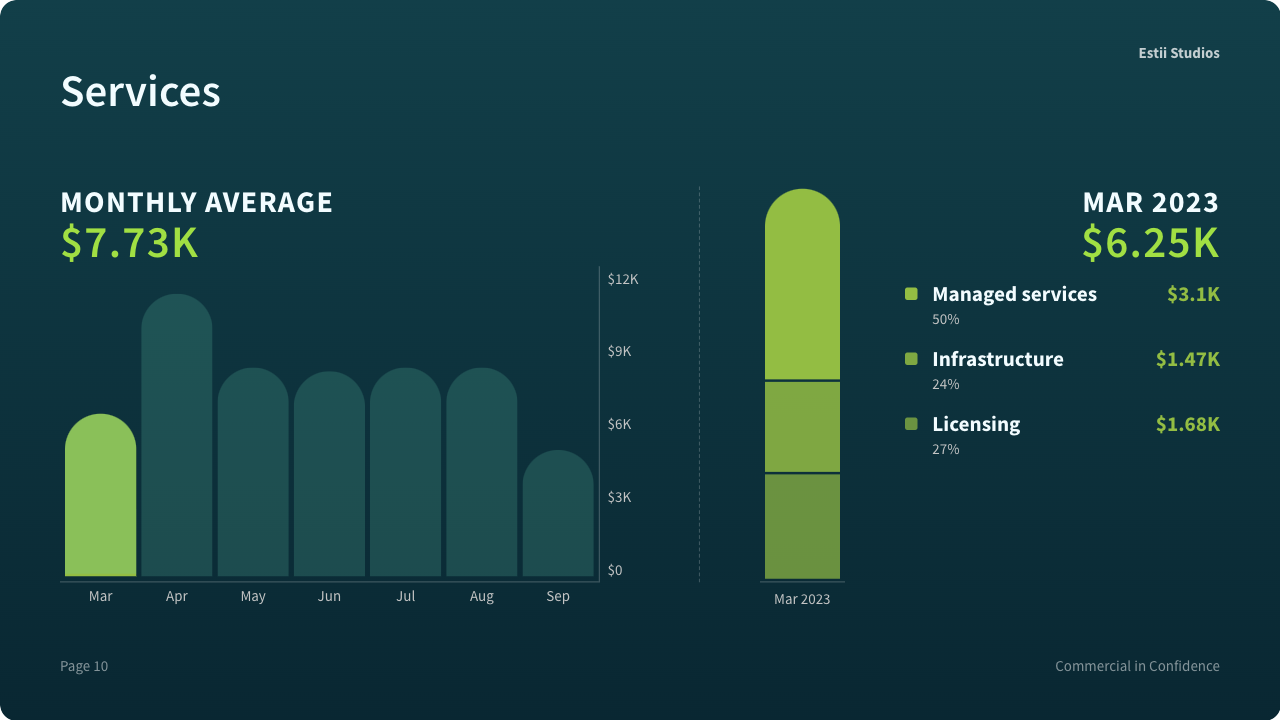 Estii Studios
Services
MONTHLY AVERAGE
$7.73K
$12K
$9K
$6K
$3K
$0
Mar Apr May Jun Jul Aug Sep
Mar 2023
MAR 2023
$6.25K
Managed services $3.1K
50%
Infrastructure $1.47K
24%
Licensing $1.68K
27%
Page 10
Commercial in Confidence